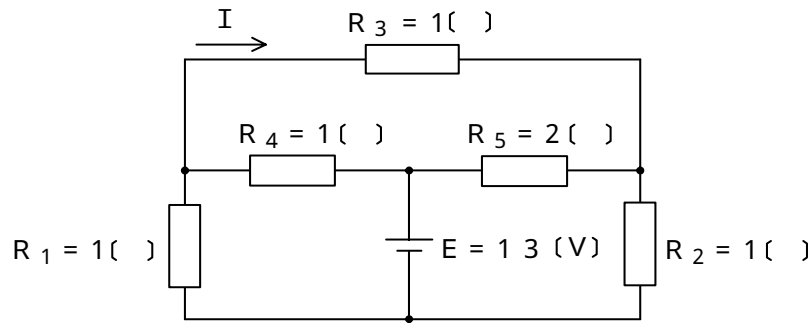 I
R 3 = 1〔 〕
R 4 = 1〔 〕
R 5 = 2〔 〕
R 1 = 1〔 〕
E = 1 3〔V〕
R 2 = 1〔 〕